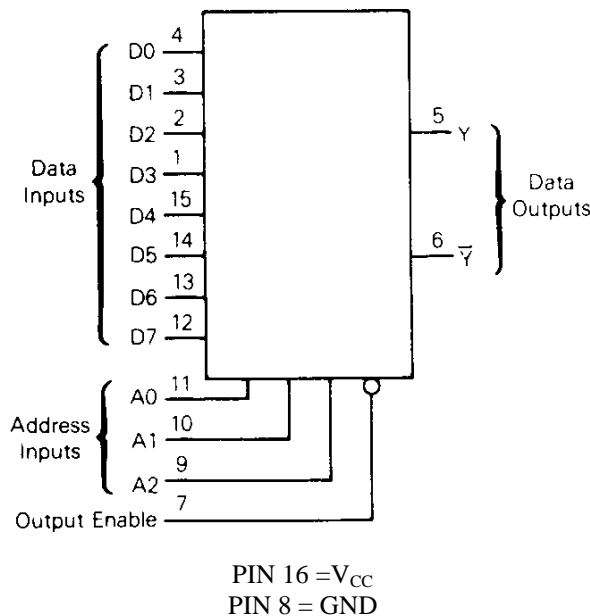 D0 4
D1 3
D2 2
D3 1
D4 15
D5 14
D6 13
D7 12
Data
Inputs
5 Y
6 Y̅
Data
Outputs
A0 11
A1 10
A2 9
Address
Inputs
Output Enable 7
PIN 16 =V_CC
PIN 8 = GND